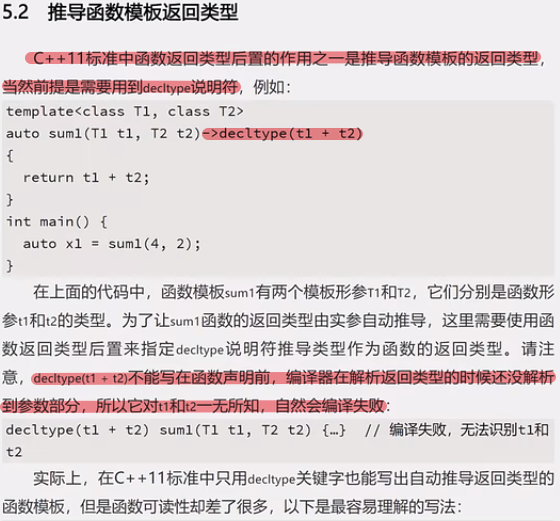 5.2 推导函数模板返回类型
C++11标准中函数返回类型后置的作用之一是推导函数模板的返回类型，
当然前提是需要用到decltype说明符，例如：
template<class T1, class T2>
auto sum1(T1 t1, T2 t2)->decltype(t1 + t2)
{
  return t1 + t2;
}
int main() {
  auto x1 = sum1(4, 2);
}
在上面的代码中，函数模板sum1有两个模板形参T1和T2，它们分别是函数形
参t1和t2的类型。为了让sum1函数的返回类型由实参自动推导，这里需要使用函
数返回类型后置来指定decltype说明符推导类型作为函数的返回类型。请注
意，decltype(t1 + t2)不能写在函数声明前，编译器在解析返回类型的时候还没解析
到参数部分，所以它对t1和t2一无所知，自然会编译失败：
decltype(t1 + t2) sum1(T1 t1, T2 t2) {…}  // 编译失败，无法识别t1和
t2
实际上，在C++11标准中只用decltype关键字也能写出自动推导返回类型的
函数模板，但是函数可读性却差了很多，以下是最容易理解的写法：